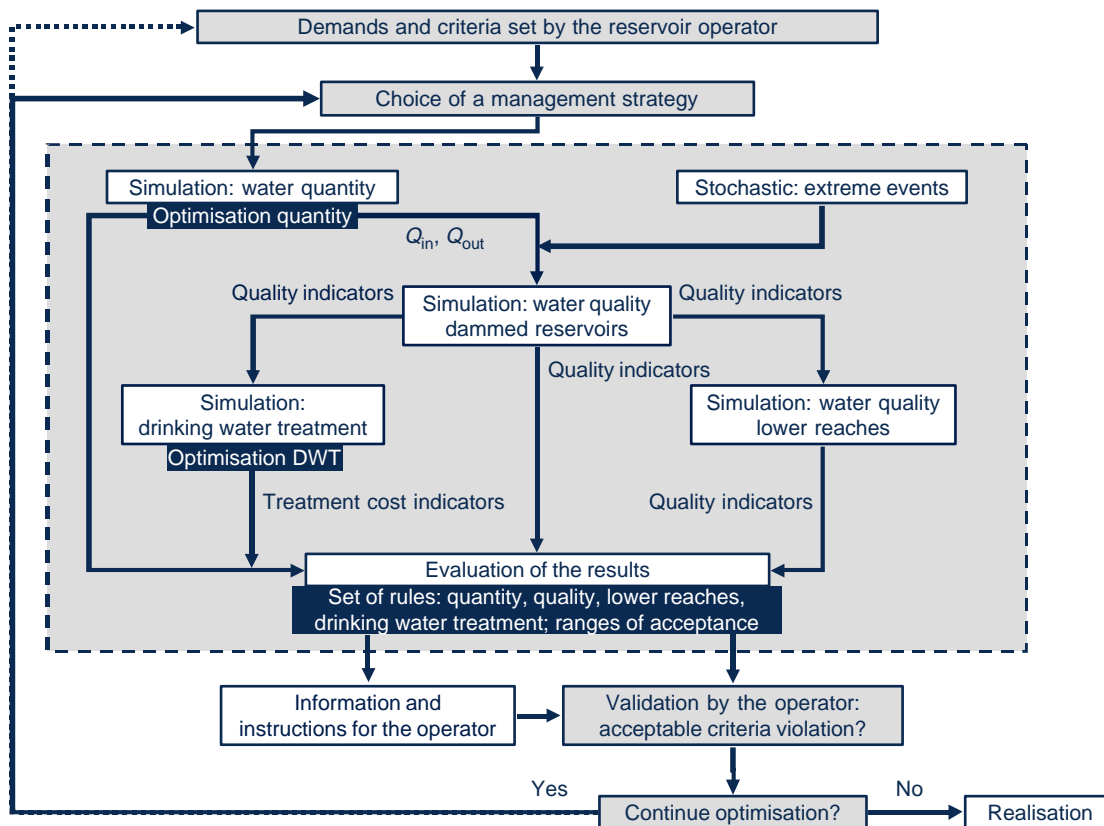 Demands and criteria set by the reservoir operator
Choice of a management strategy
Simulation: water quantity
Optimisation quantity
Stochastic: extreme events
Qin, Qout
Quality indicators
Simulation: water quality
dammed reservoirs
Quality indicators
Quality indicators
Simulation:
drinking water treatment
Optimisation DWT
Simulation: water quality
lower reaches
Treatment cost indicators
Quality indicators
Evaluation of the results
Set of rules: quantity, quality, lower reaches,
drinking water treatment; ranges of acceptance
Information and
instructions for the operator
Validation by the operator:
acceptable criteria violation?
Yes
Continue optimisation?
No
Realisation